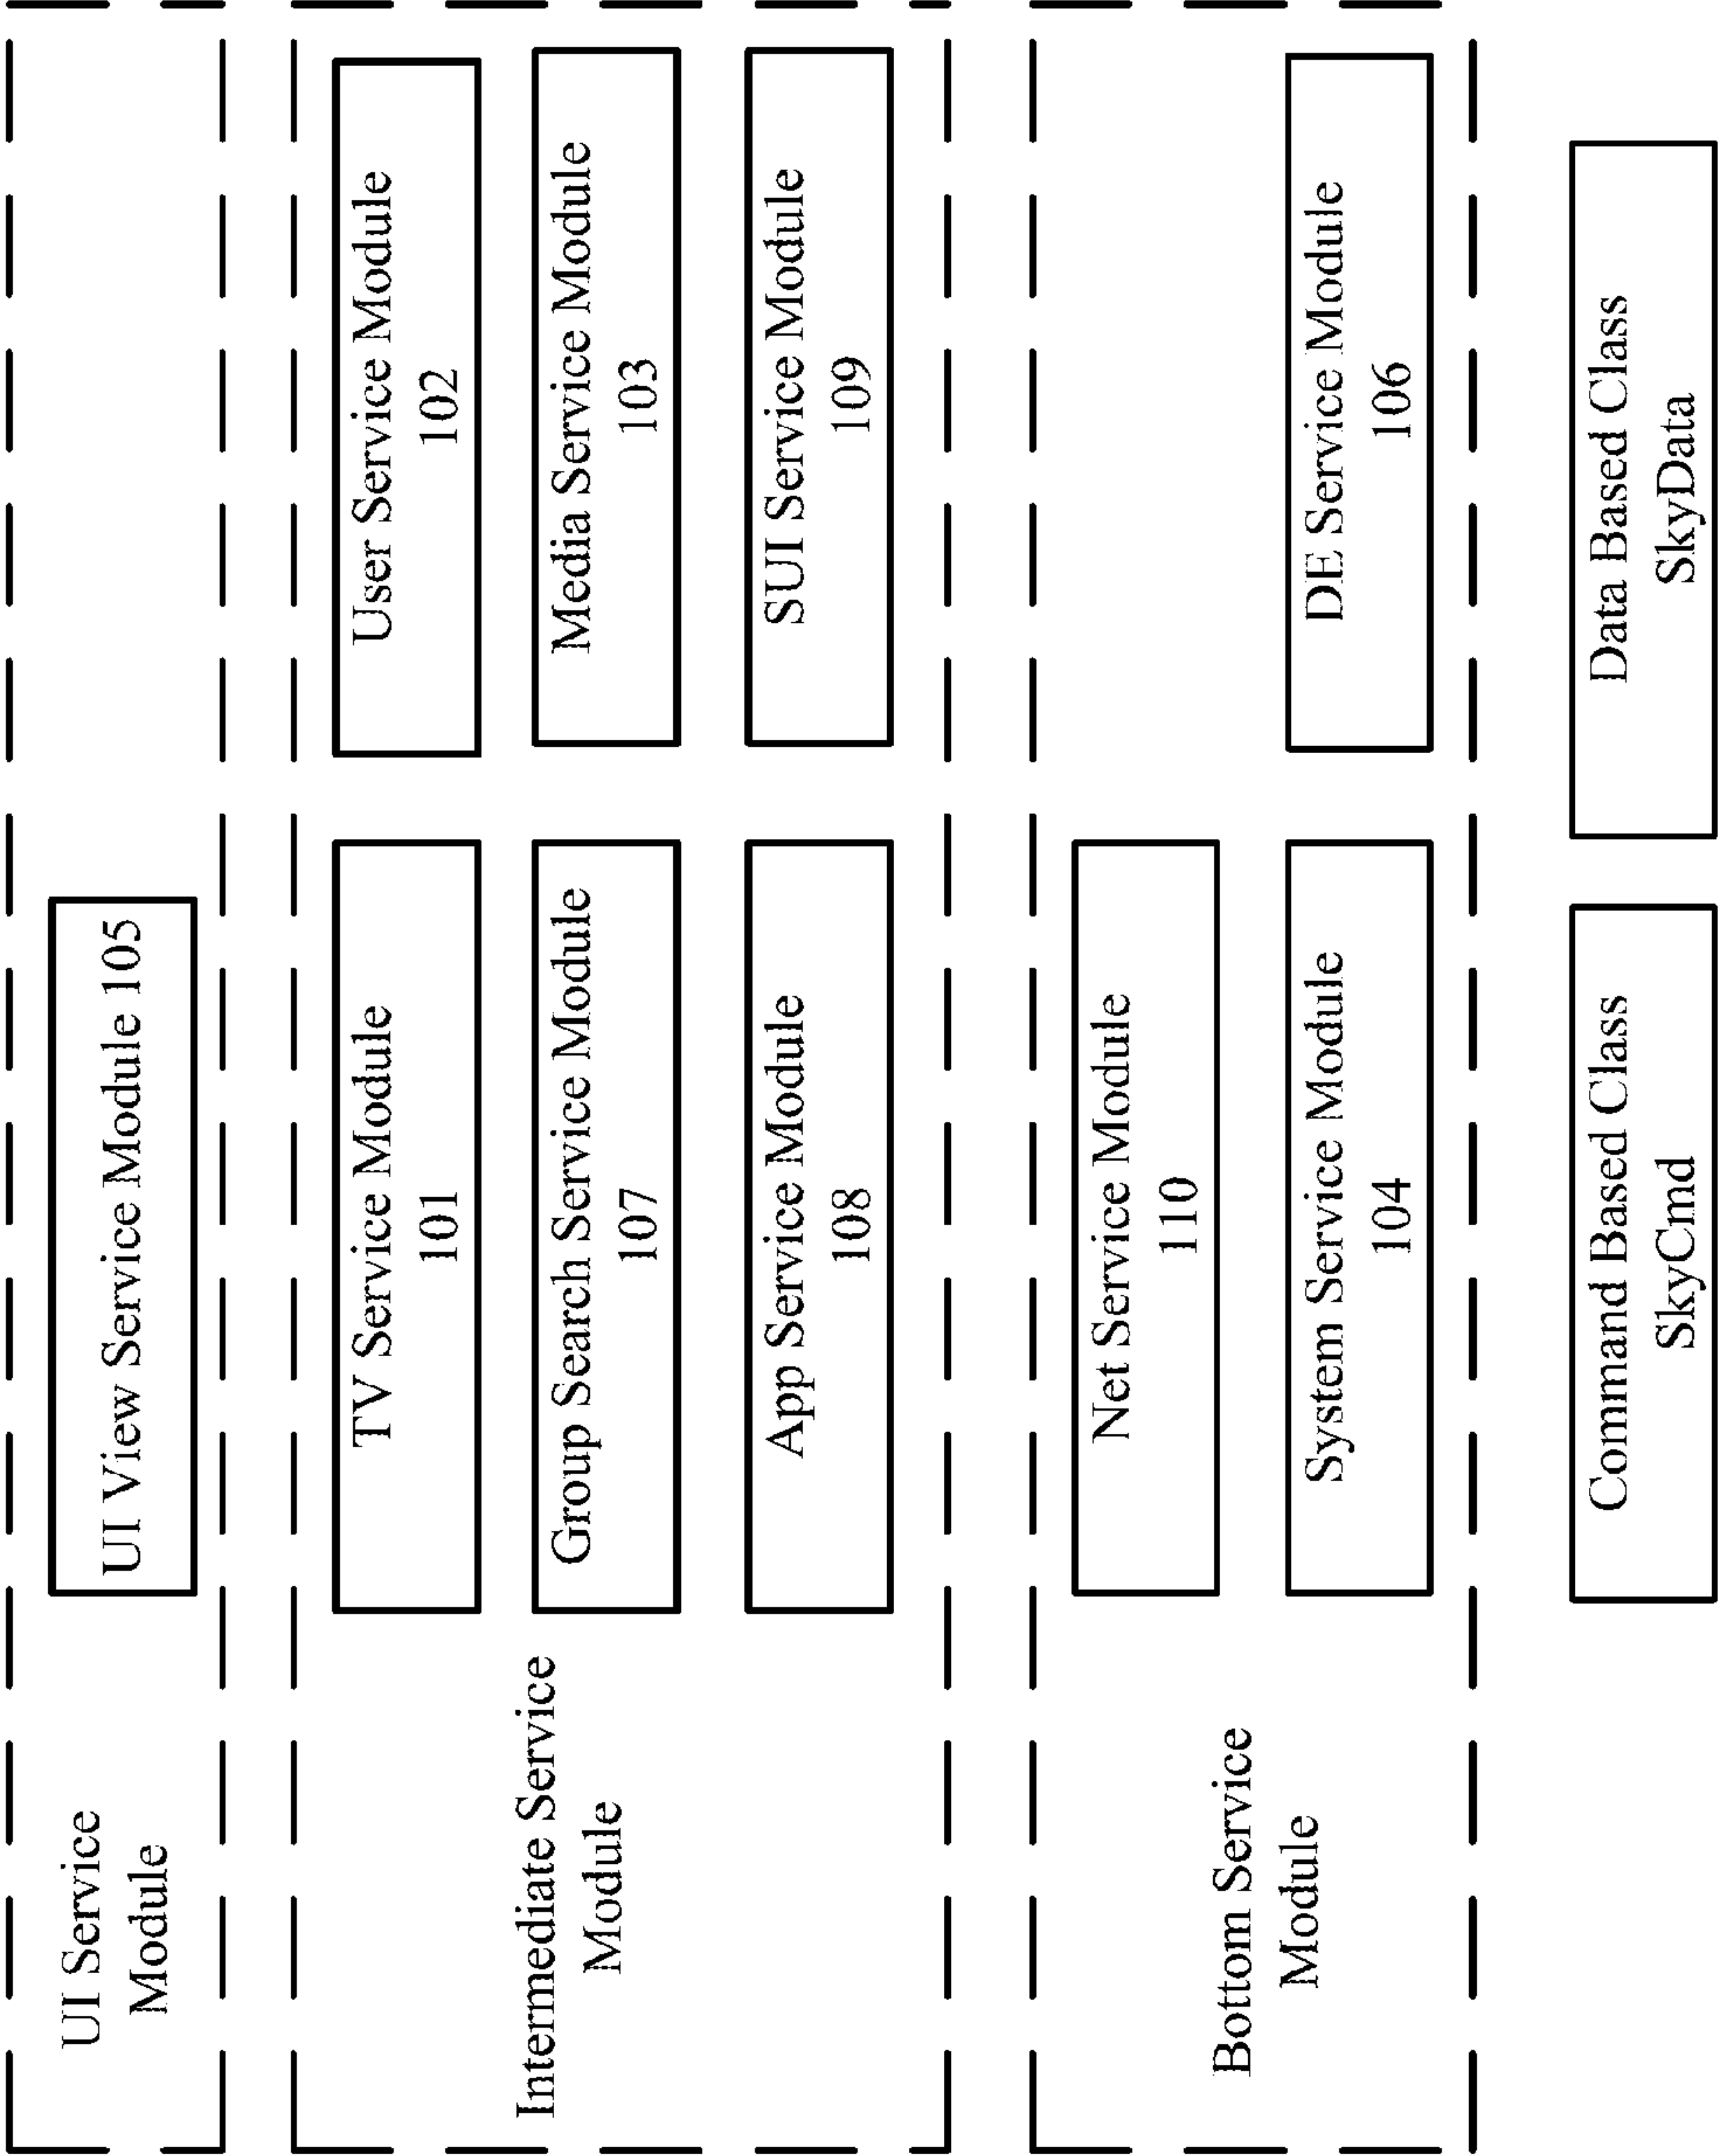 UI Service
Module
UI View Service Module 105
Intermediate Service
Module
TV Service Module
101
User Service Module
102
Group Search Service Module
107
Media Service Module
103
App Service Module
108
SUI Service Module
109
Bottom Service
Module
Net Service Module
110
System Service Module
104
DE Service Module
106
Command Based Class
SkyCmd
Data Based Class
SkyData